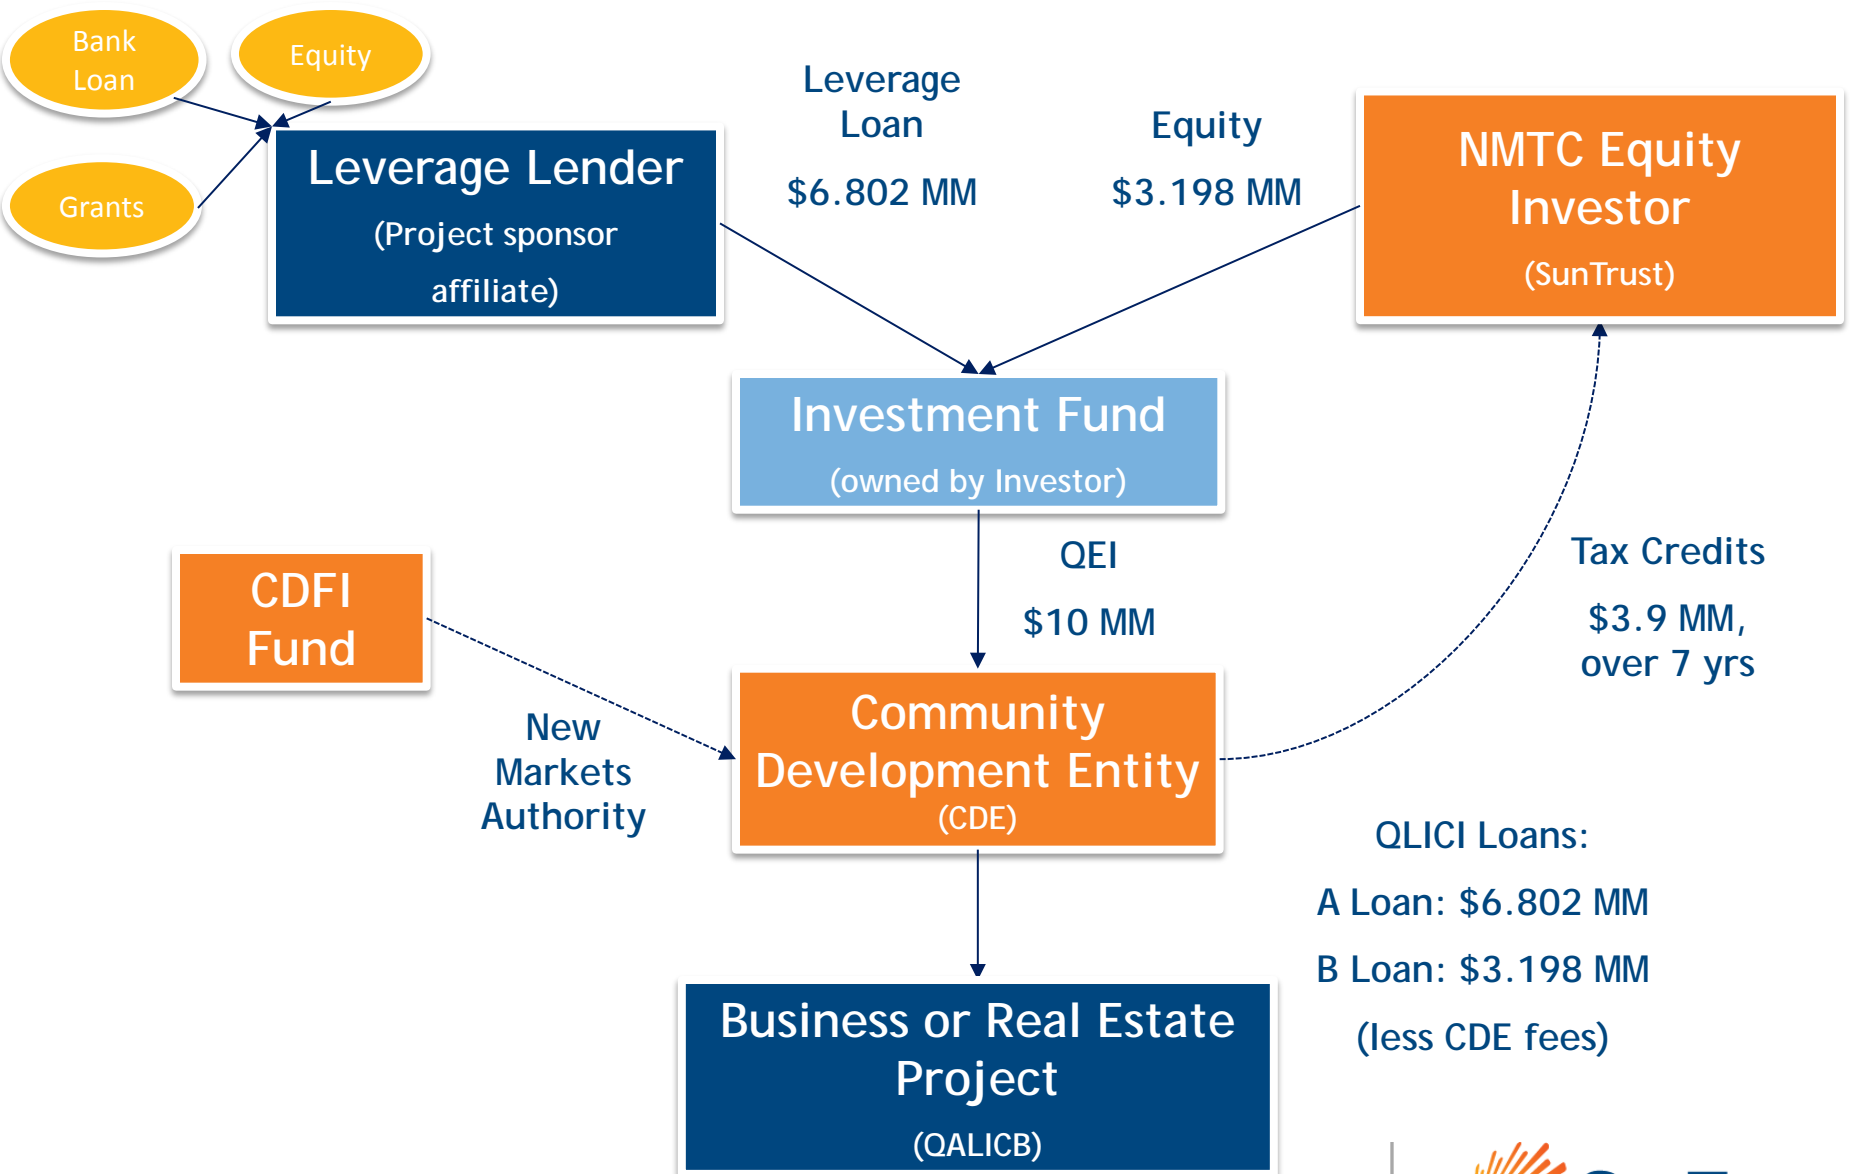 Bank
Loan
Equity
Grants
Leverage Lender
(Project sponsor
affiliate)
Leverage
Loan
$6.802 MM
Equity
$3.198 MM
NMTC Equity
Investor
(SunTrust)
Investment Fund
(owned by Investor)
QEI
$10 MM
Tax Credits
$3.9 MM,
over 7 yrs
CDFI
Fund
New
Markets
Authority
Community
Development Entity
(CDE)
QLICI Loans:
A Loan: $6.802 MM
B Loan: $3.198 MM
(less CDE fees)
Business or Real Estate
Project
(QALICB)